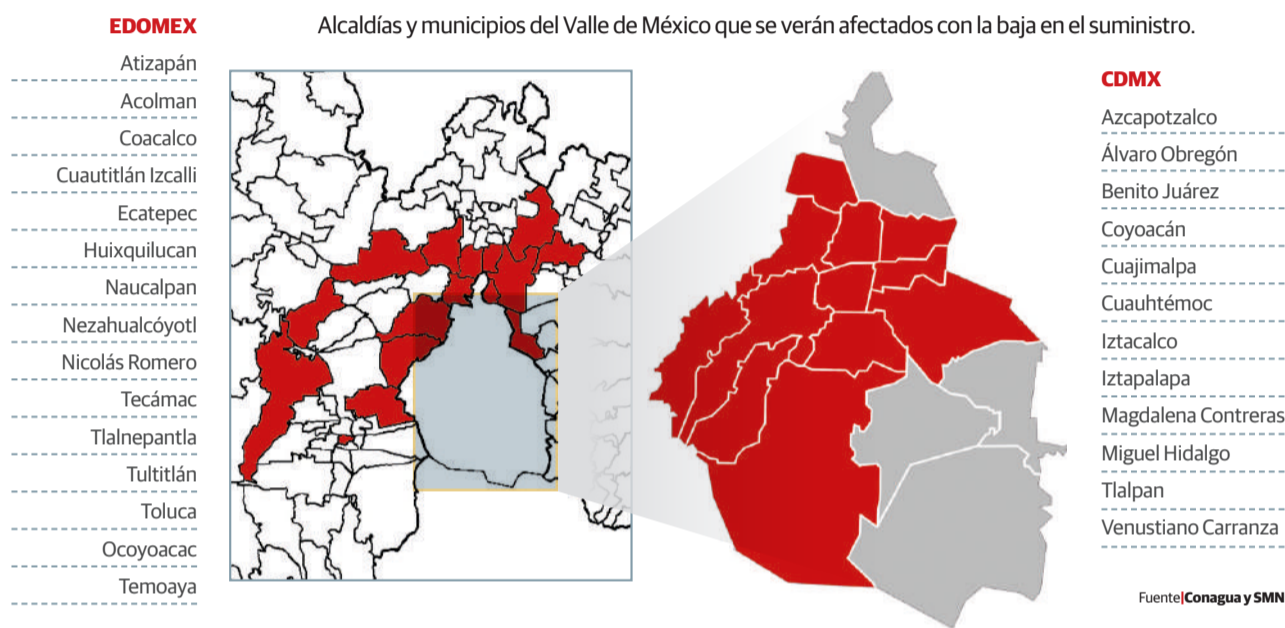 Alcaldías y municipios del Valle de México que se verán afectados con la baja en el suministro.
EDOMEX
Atizapán
Acolman
Coacalco
Cuautitlán Izcalli
Ecatepec
Huixquilucan
Naucalpan
Nezahualcóyotl
Nicolás Romero
Tecámac
Tlalnepantla
Tultitlán
Toluca
Ocoyoacac
Temoaya
CDMX
Azcapotzalco
Álvaro Obregón
Benito Juárez
Coyoacán
Cuajimalpa
Cuauhtémoc
Iztacalco
Iztapalapa
Magdalena Contreras
Miguel Hidalgo
Tlalpan
Venustiano Carranza
Fuente|Conagua y SMN